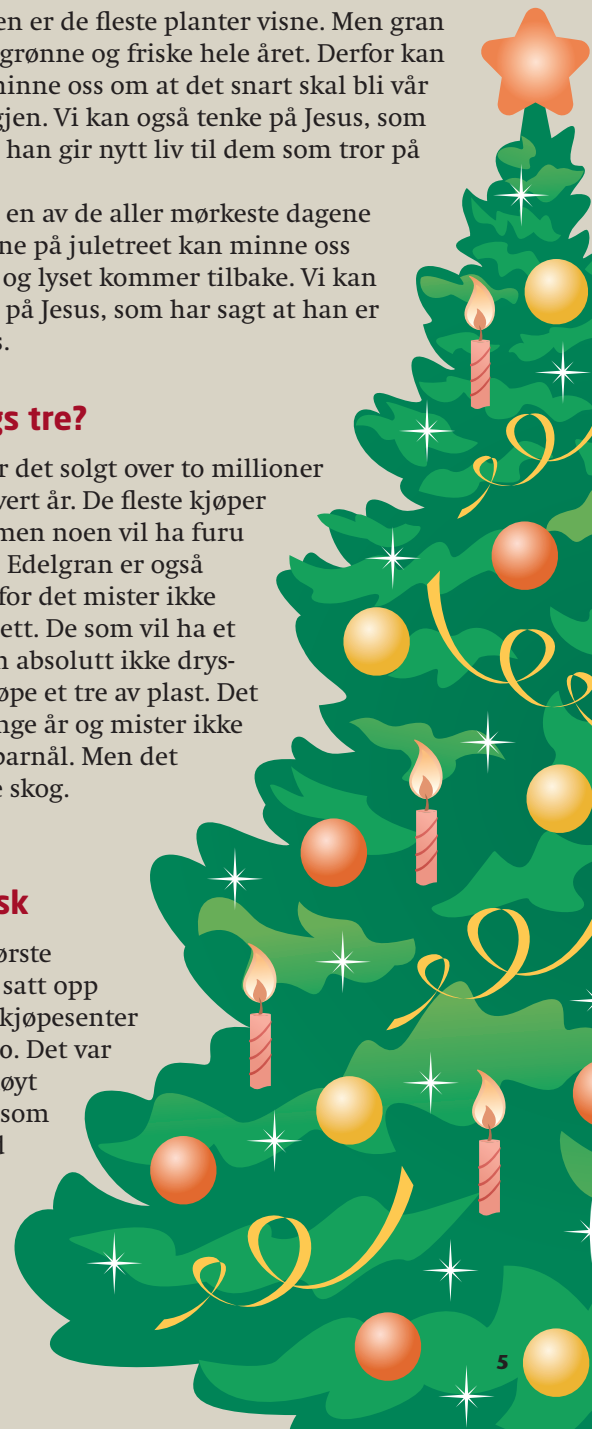 en er de fleste planter visne. Men gran
grønne og friske hele året. Derfor kan
minne oss om at det snart skal bli vår
gjen. Vi kan også tenke på Jesus, som
han gir nytt liv til dem som tror på
en av de aller mørkeste dagene
ne på juletreet kan minne oss
og lyset kommer tilbake. Vi kan
på Jesus, som har sagt at han er
s.
gs tre?
r det solgt over to millioner
vert år. De fleste kjøper
men noen vil ha furu
Edelgran er også
for det mister ikke
ett. De som vil ha et
n absolutt ikke drys-
øpe et tre av plast. Det
nge år og mister ikke
barnål. Men det
e skog.
sk
ørste
satt opp
kjøpesenter
o. Det var
øyt
som
d
5